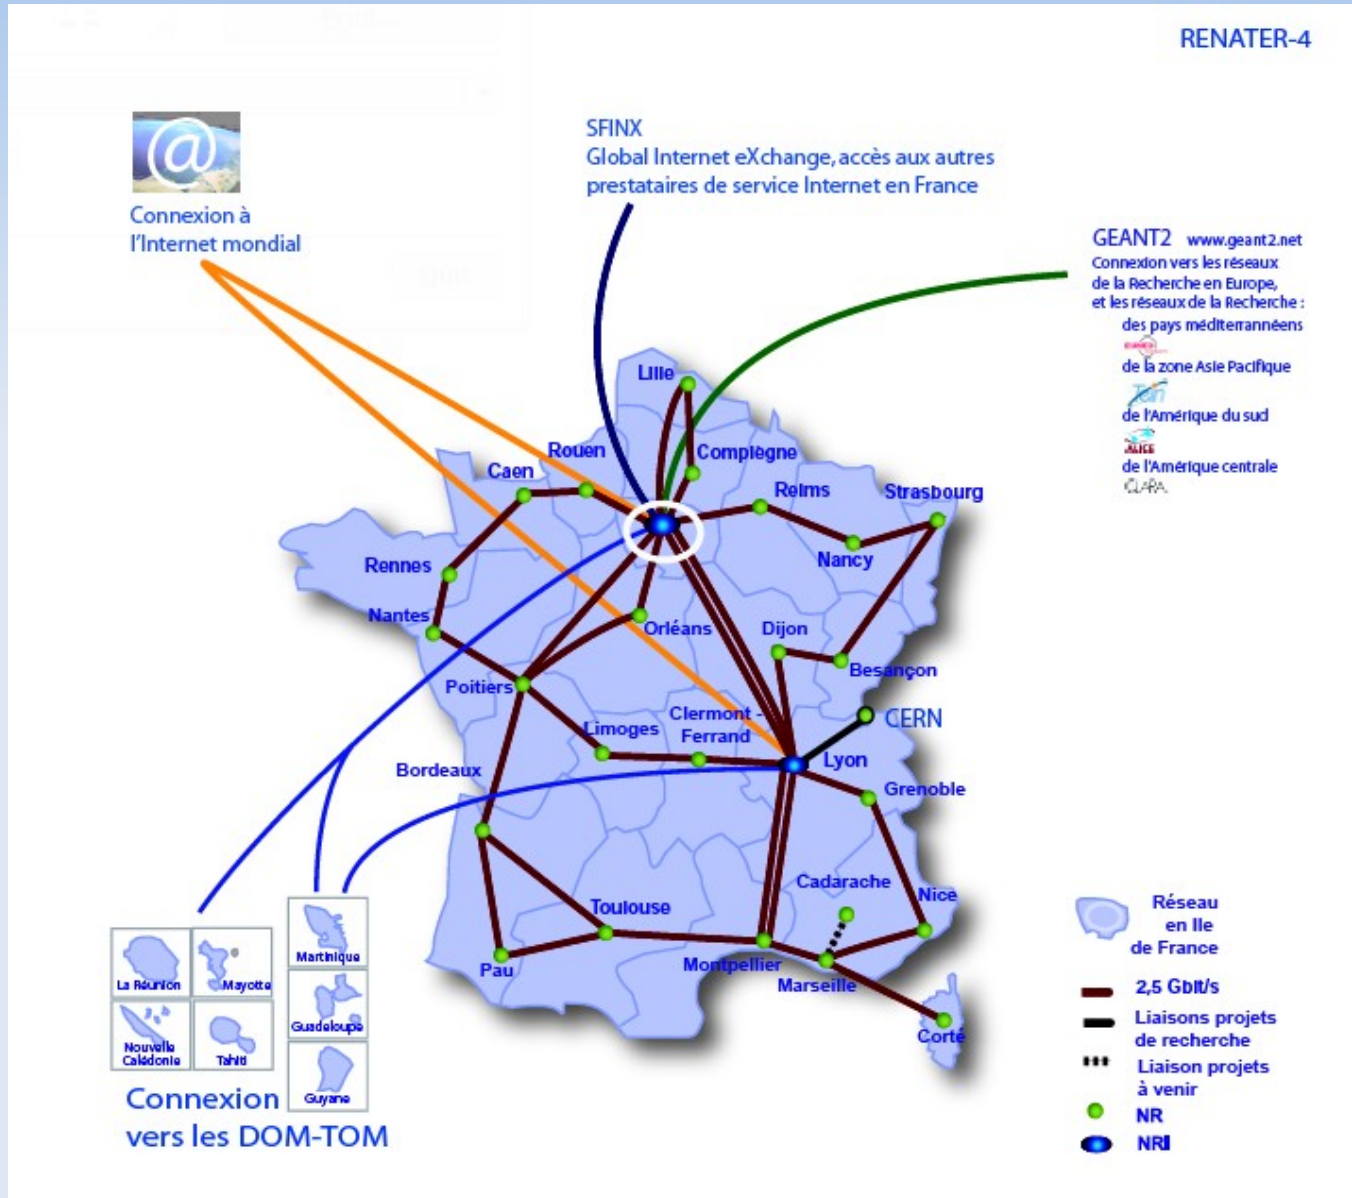 RENATER-4
@
Connexion à
l'Internet mondial
SFINX
Global Internet eXchange, accès aux autres
prestataires de service Internet en France
GEANT2 www.geant2.net
Connexion vers les réseaux
de la Recherche en Europe,
et les réseaux de la Recherche :
des pays méditerrannéens
de la zone Asie Pacifique
de l'Amérique du sud
ALICE
de l'Amérique centrale
CLARA
Lille
Rouen
Compiègne
Caen
Reims
Strasbourg
Nancy
Rennes
Nantes
Orléans
Dijon
Besançon
Poitiers
Clermont -
Ferrand
Limoges
CERN
Lyon
Bordeaux
Grenoble
Cadarache
Nice
Toulouse
Pau
Montpellier
Marseille
Corté
La Réunion
Mayotte
Martinique
Nouvelle
Calédonie
Tahiti
Guadeloupe
Guyane
Connexion
vers les DOM-TOM
Réseau
en Ile
de France
2,5 Gbit/s
Liaisons projets
de recherche
Liaison projets
à venir
NR
NRI